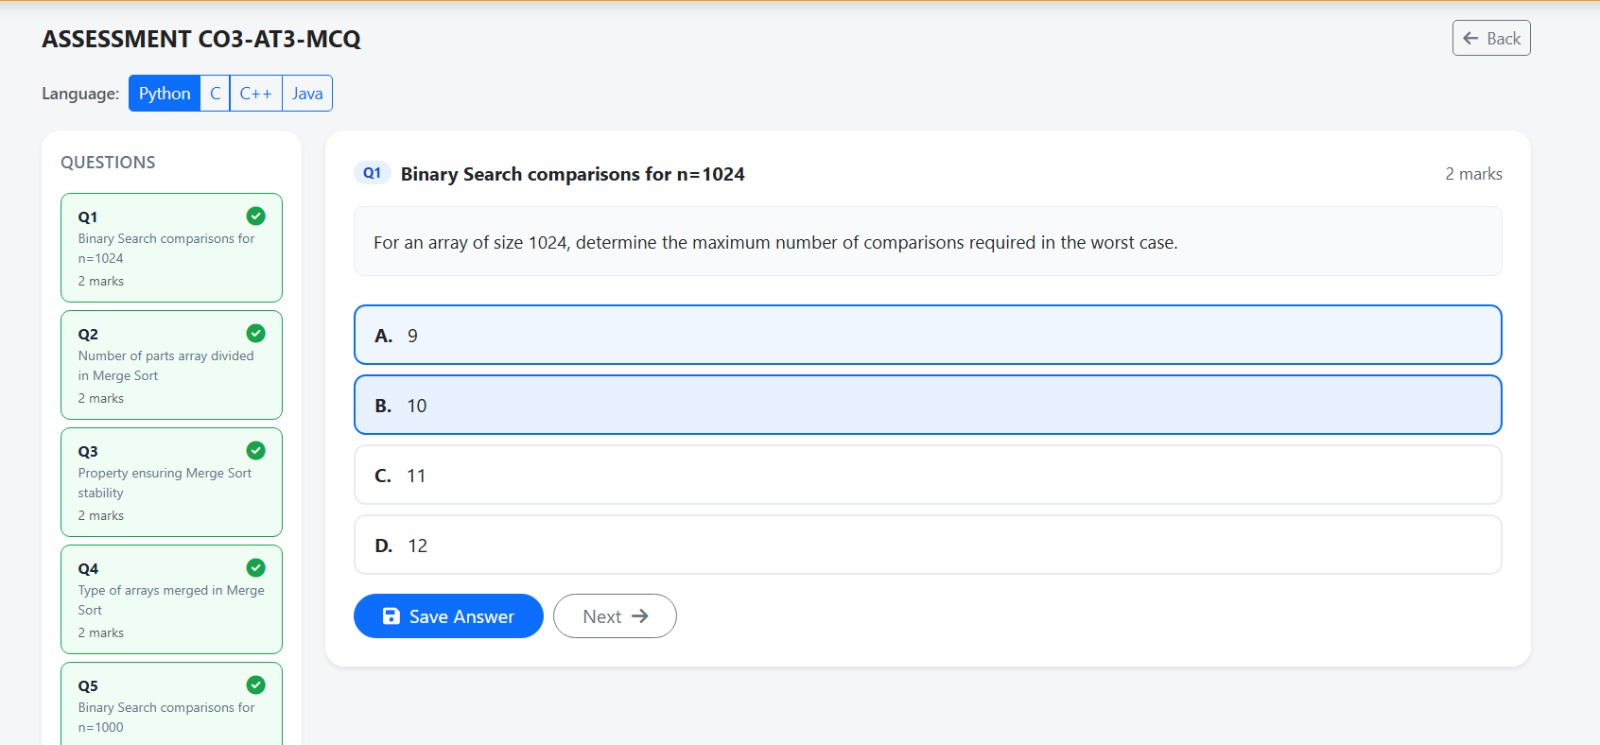 ASSESSMENT CO3-AT3-MCQ
Back
Language: Python C C++ Java
QUESTIONS
Q1
Binary Search comparisons for
n=1024
2 marks
Q2
Number of parts array divided
in Merge Sort
2 marks
Q3
Property ensuring Merge Sort
stability
2 marks
Q4
Type of arrays merged in Merge
Sort
2 marks
Q5
Binary Search comparisons for
n=1000
Q1 Binary Search comparisons for n=1024
2 marks
For an array of size 1024, determine the maximum number of comparisons required in the worst case.
A. 9
B. 10
C. 11
D. 12
Save Answer
Next